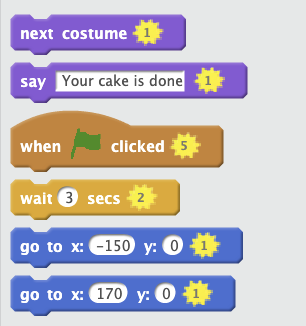 next costume 1
say Your cake is done 1
when clicked 5
wait 3 secs 2
go to x: -150 y: 0 1
go to x: 170 y: 0 1